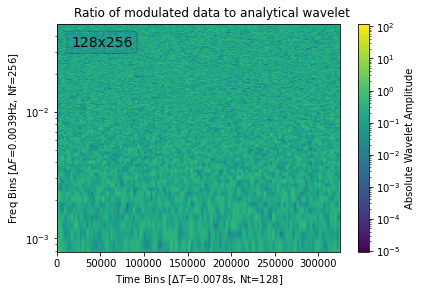 Ratio of modulated data to analytical wavelet
128x256
Freq Bins [ΔF=0.0039Hz, Nf=256]
10⁻²
10⁻³
0 50000 100000 150000 200000 250000 300000
Time Bins [ΔT=0.0078s, Nt=128]
10²
10¹
10⁰
10⁻¹
10⁻²
10⁻³
10⁻⁴
10⁻⁵
Absolute Wavelet Amplitude